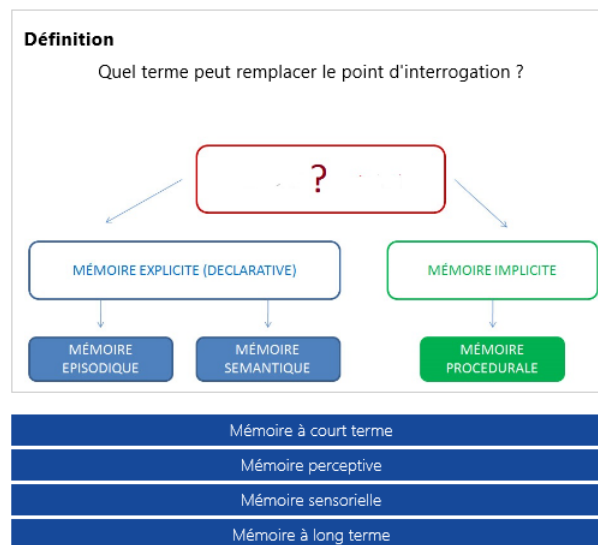 Définition
Quel terme peut remplacer le point d'interrogation ?
?
MÉMOIRE EXPLICITE (DECLARATIVE)
MÉMOIRE IMPLICITE
MÉMOIRE
EPISODIQUE
MÉMOIRE
SEMANTIQUE
MÉMOIRE
PROCEDURALE
Mémoire à court terme
Mémoire perceptive
Mémoire sensorielle
Mémoire à long terme